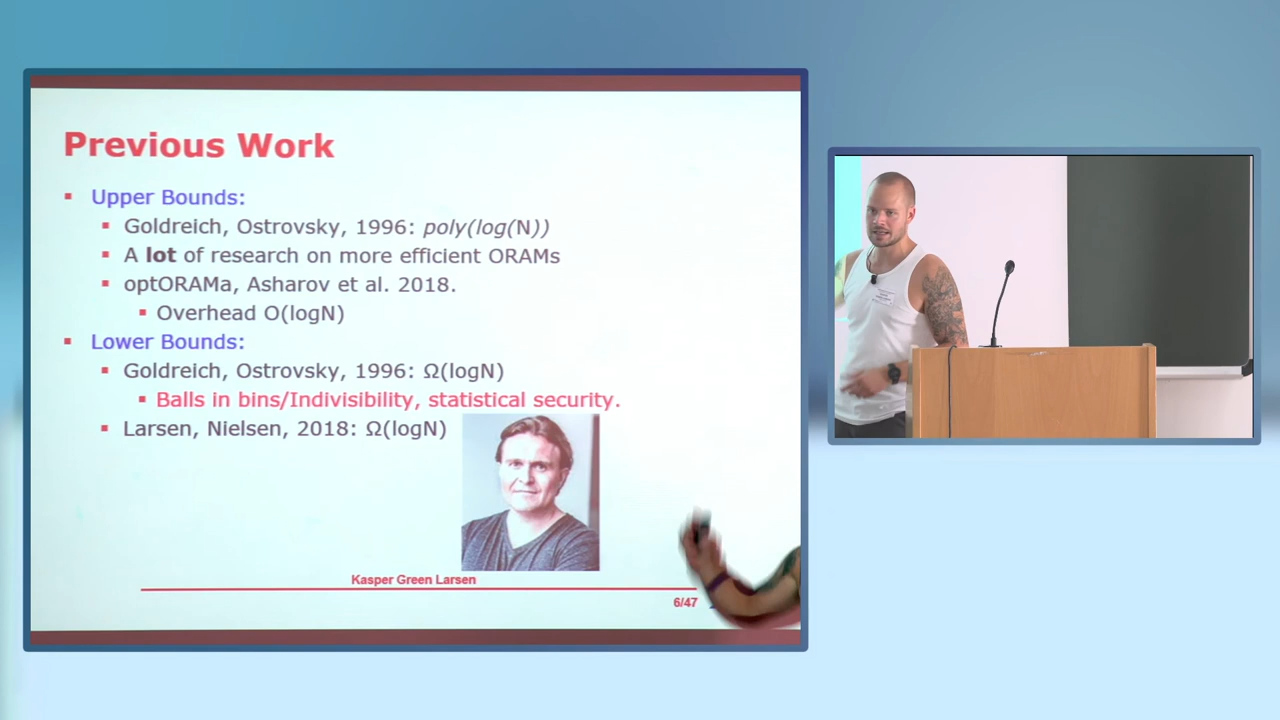 Previous Work
▪ Upper Bounds:
▪ Goldreich, Ostrovsky, 1996: poly(log(N))
▪ A lot of research on more efficient ORAMs
▪ optORAMa, Asharov et al. 2018.
▪ Overhead O(logN)
▪ Lower Bounds:
▪ Goldreich, Ostrovsky, 1996: Ω(logN)
▪ Balls in bins/Indivisibility, statistical security.
▪ Larsen, Nielsen, 2018: Ω(logN)
Kasper Green Larsen
6/47